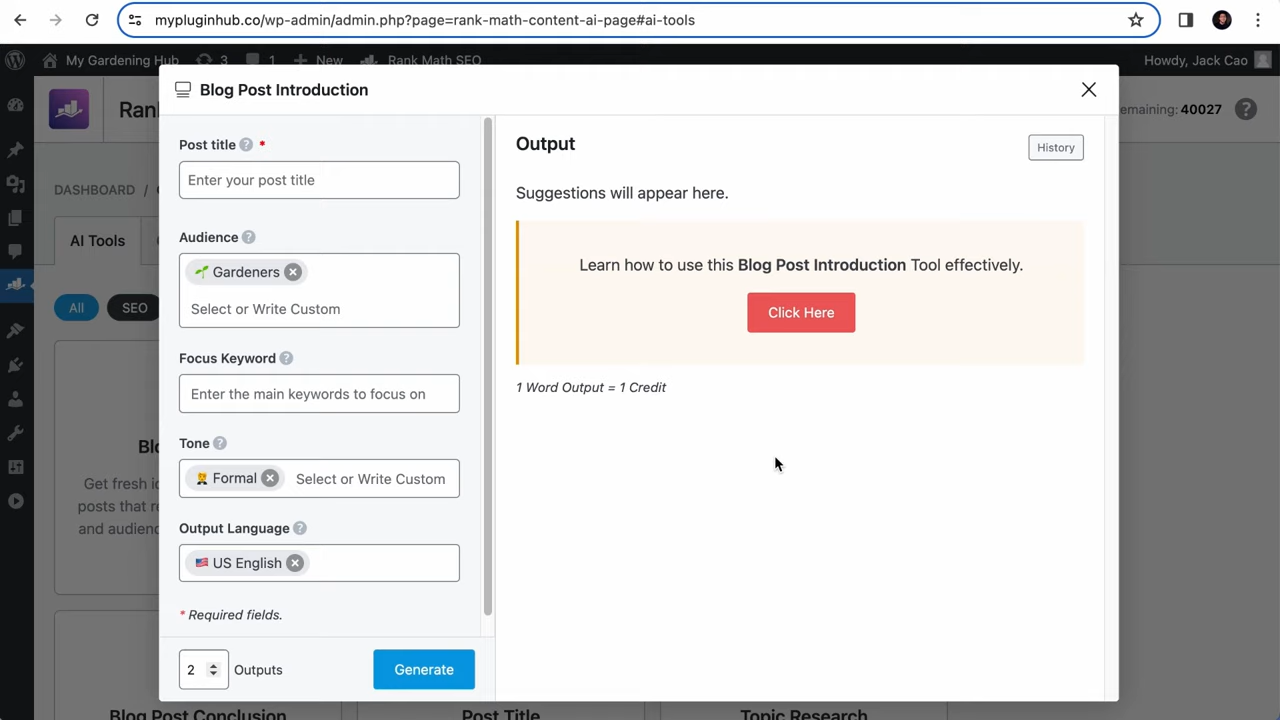 mypluginhub.co/wp-admin/admin.php?page=rank-math-content-ai-page#ai-tools
My Gardening Hub 3 1 New Rank Math SEO Howdy, Jack Cao
Blog Post Introduction
Ran
emaining: 40027 ?
Post title ? *
Enter your post title
Output
History
DASHBOARD /
Suggestions will appear here.
Audience ?
AI Tools
Gardeners
Select or Write Custom
Learn how to use this Blog Post Introduction Tool effectively.
Click Here
All SEO
Focus Keyword ?
Enter the main keywords to focus on
1 Word Output = 1 Credit
Tone ?
Blo
Formal Select or Write Custom
Get fresh id
posts that re
and audienc
Output Language ?
US English
* Required fields.
2 Outputs Generate
Blog Post Conclusion Post Title Topic Research